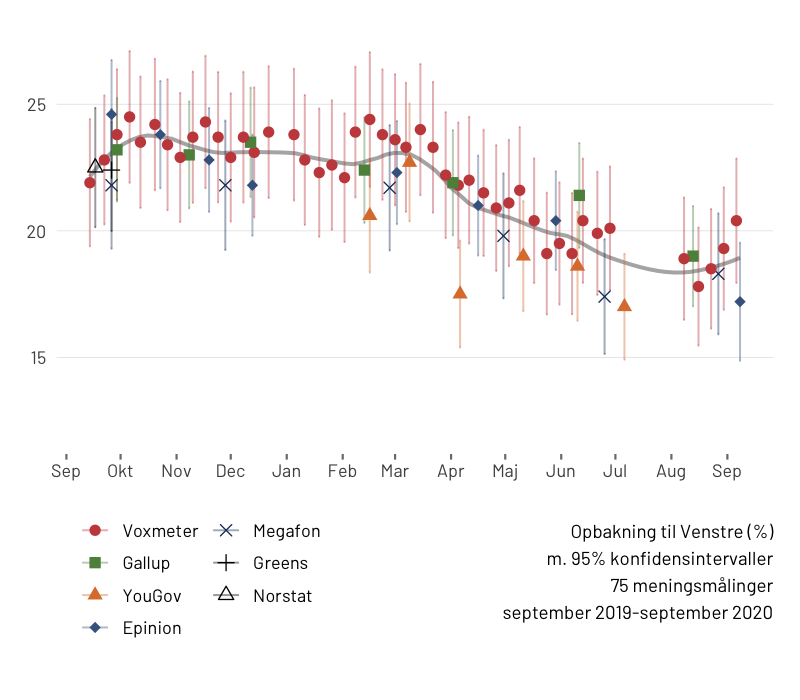 25
20
15
Sep Okt Nov Dec Jan Feb Mar Apr Maj Jun Jul Aug Sep
Voxmeter
Gallup
YouGov
Epinion
Megafon
Greens
Norstat
Opbakning til Venstre (%)
m. 95% konfidensintervaller
75 meningsmålinger
september 2019-september 2020